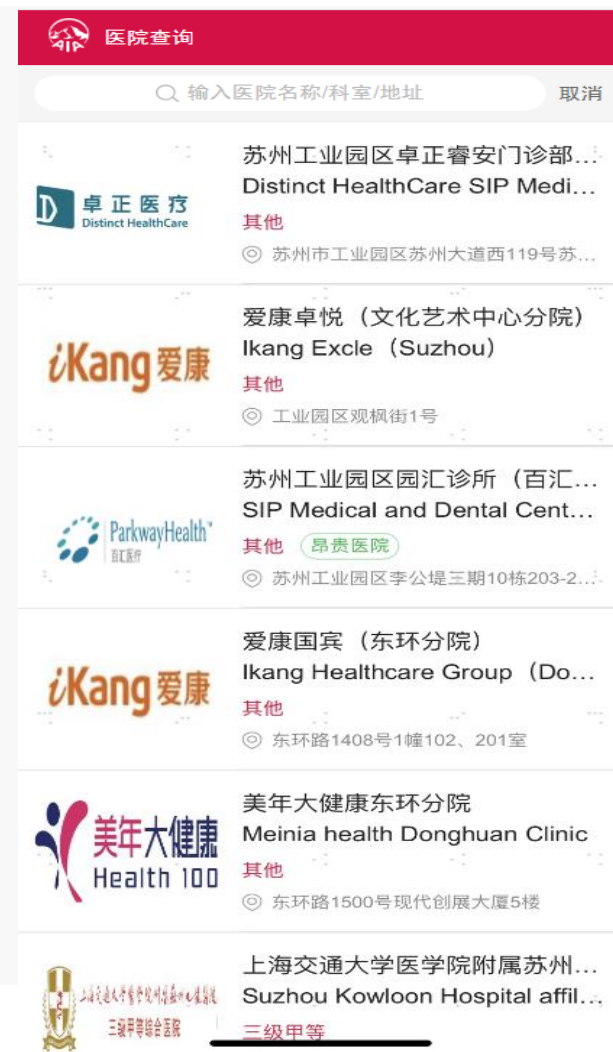 AIA 医院查询
输入医院名称/科室/地址 取消
卓正医疗
Distinct HealthCare
苏州工业园区卓正睿安门诊部...
Distinct HealthCare SIP Medi...
其他
苏州市工业园区苏州大道西119号苏...
iKang 爱康
爱康卓悦（文化艺术中心分院）
Ikang Excle（Suzhou）
其他
工业园区观枫街1号
ParkwayHealth
百汇医疗
苏州工业园区园汇诊所（百汇...
SIP Medical and Dental Cent...
其他 昂贵医院
苏州工业园区李公堤三期10栋203-2...
iKang 爱康
爱康国宾（东环分院）
Ikang Healthcare Group（Do...
其他
东环路1408号1幢102、201室
美年大健康
Health 100
美年大健康东环分院
Meinia health Donghuan Clinic
其他
东环路1500号现代创展大厦5楼
三级甲等综合医院
上海交通大学医学院附属苏州...
Suzhou Kowloon Hospital affil...
三级甲等